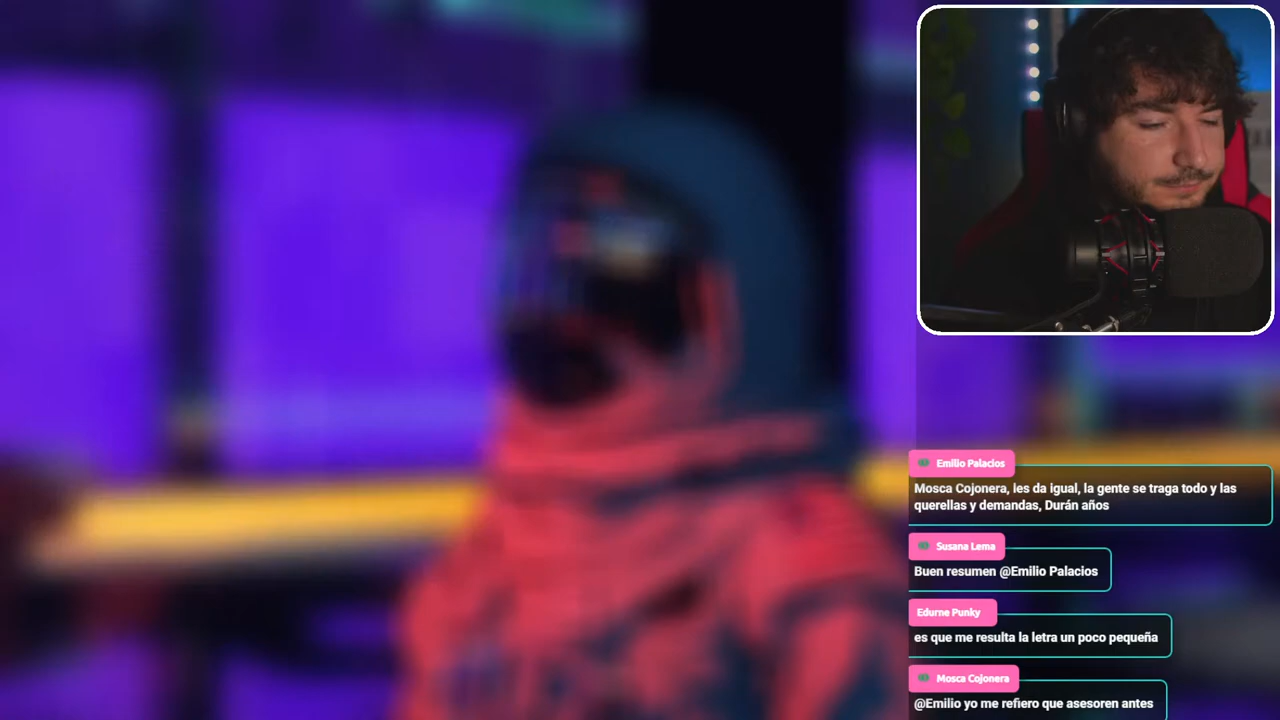 Emilio Palacios
Mosca Cojonera, les da igual, la gente se traga todo y las
querellas y demandas, Durán años
Susana Lema
Buen resumen @Emilio Palacios
Edurne Punky
es que me resulta la letra un poco pequeña
Mosca Cojonera
@Emilio yo me refiero que asesoren antes